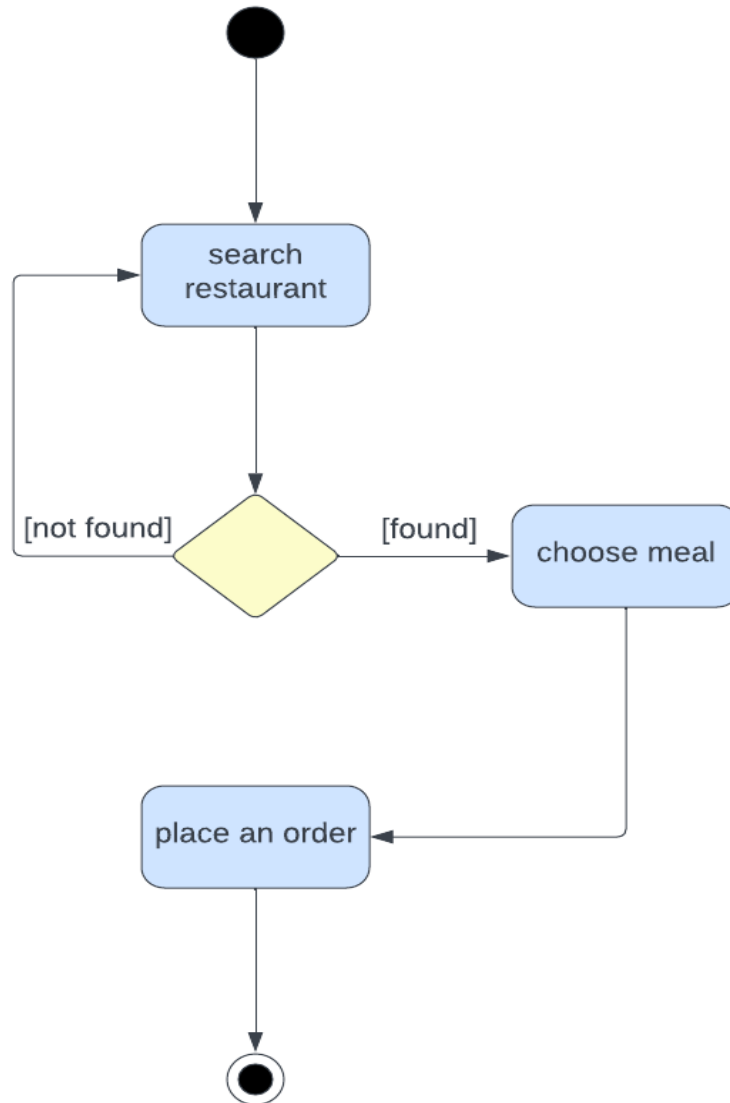 search
restaurant
[not found]
[found]
choose meal
place an order